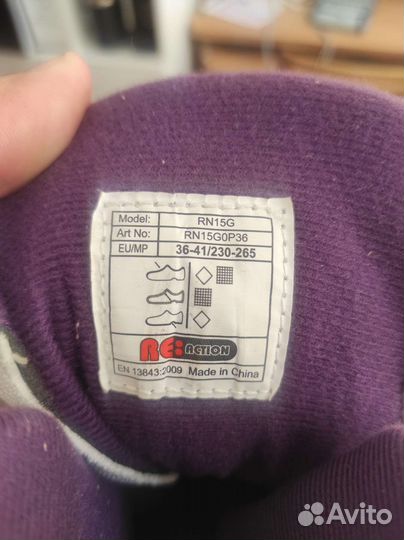 Model: RN15G
Art No: RN15G0P36
EU/MP 36-41/230-265
RE:ACTION
EN 13843:2009 Made in China
Avito